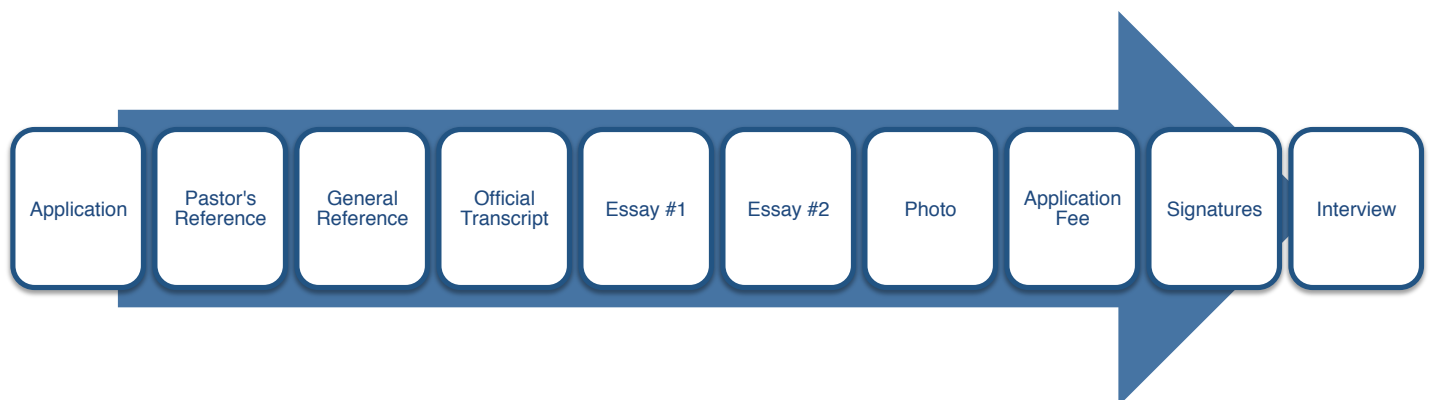 Application
Pastor's
Reference
General
Reference
Official
Transcript
Essay #1
Essay #2
Photo
Application
Fee
Signatures
Interview